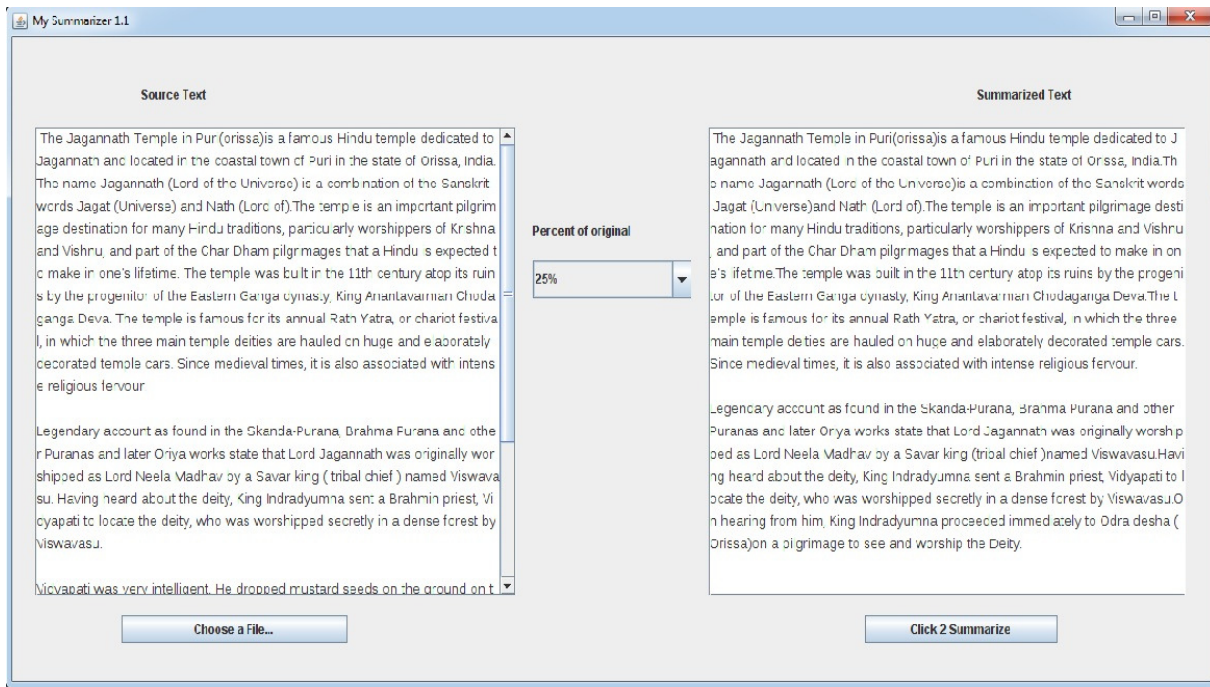 My Summarizer 1.1
Source Text
The Jagannath Temple in Puri(orissa)is a famous Hindu temple dedicated to
Jagannath and located in the coastal town of Puri in the state of Orissa, India.
The name Jagannath (Lord of the Universe) is a combination of the Sanskrit
words Jagat (Universe) and Nath (Lord of).The temple is an important pilgrim
age destination for many Hindu traditions, particularly worshippers of Krishna
and Vishnu, and part of the Char Dham pilgrimages that a Hindu is expected t
o make in one's lifetime. The temple was built in the 11th century atop its ruin
s by the progenitor of the Eastern Ganga dynasty, King Anantavarman Choda
ganga Deva. The temple is famous for its annual Rath Yatra, or chariot festiva
l, in which the three main temple deities are hauled on huge and elaborately
decorated temple cars. Since medieval times, it is also associated with intens
e religious fervour
Legendary account as found in the Skanda-Purana, Brahma Purana and othe
r Puranas and later Oriya works state that Lord Jagannath was originally wor
shipped as Lord Neela Madhav by a Savar king ( tribal chief ) named Viswava
su. Having heard about the deity, King Indradyumna sent a Brahmin priest, Vi
dyapati to locate the deity, who was worshipped secretly in a dense forest by
Viswavasu.
Vidyapati was very intelligent. He dropped mustard seeds on the ground on t
Choose a File...
Percent of original
25%
Summarized Text
The Jagannath Temple in Puri(orissa)is a famous Hindu temple dedicated to J
agannath and located in the coastal town of Puri in the state of Orissa, India.Th
e name Jagannath (Lord of the Universe)is a combination of the Sanskrit words
Jagat (Universe)and Nath (Lord of).The temple is an important pilgrimage desti
nation for many Hindu traditions, particularly worshippers of Krishna and Vishnu
, and part of the Char Dham pilgrimages that a Hindu is expected to make in on
e's lifetime.The temple was built in the 11th century atop its ruins by the progeni
tor of the Eastern Ganga dynasty, King Anantavarman Chodaganga Deva.The t
emple is famous for its annual Rath Yatra, or chariot festival, in which the three
main temple deities are hauled on huge and elaborately decorated temple cars.
Since medieval times, it is also associated with intense religious fervour.
Legendary account as found in the Skanda-Purana, Brahma Purana and other
Puranas and later Oriya works state that Lord Jagannath was originally worship
ped as Lord Neela Madhav by a Savar king (tribal chief )named Viswavasu.Havi
ng heard about the deity, King Indradyumna sent a Brahmin priest, Vidyapati to l
ocate the deity, who was worshipped secretly in a dense forest by Viswavasu.O
n hearing from him, King Indradyumna proceeded immediately to Odra desha (
Orissa)on a pilgrimage to see and worship the Deity.
Click 2 Summarize